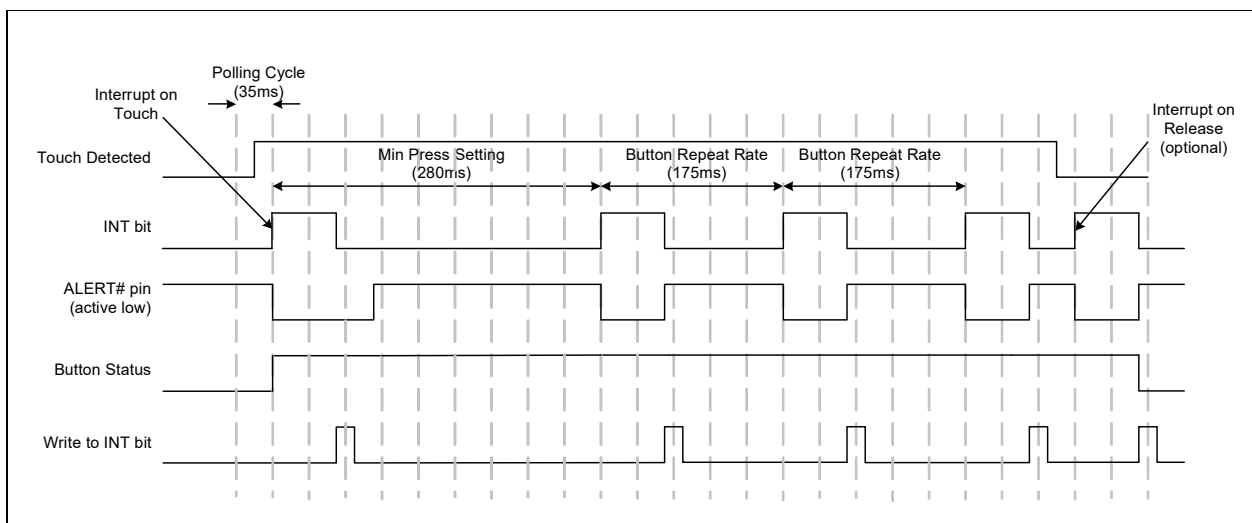 Polling Cycle
(35ms)
Interrupt on
Touch
Interrupt on
Release
(optional)
Touch Detected
Min Press Setting
(280ms)
Button Repeat Rate
(175ms)
Button Repeat Rate
(175ms)
INT bit
ALERT# pin
(active low)
Button Status
Write to INT bit